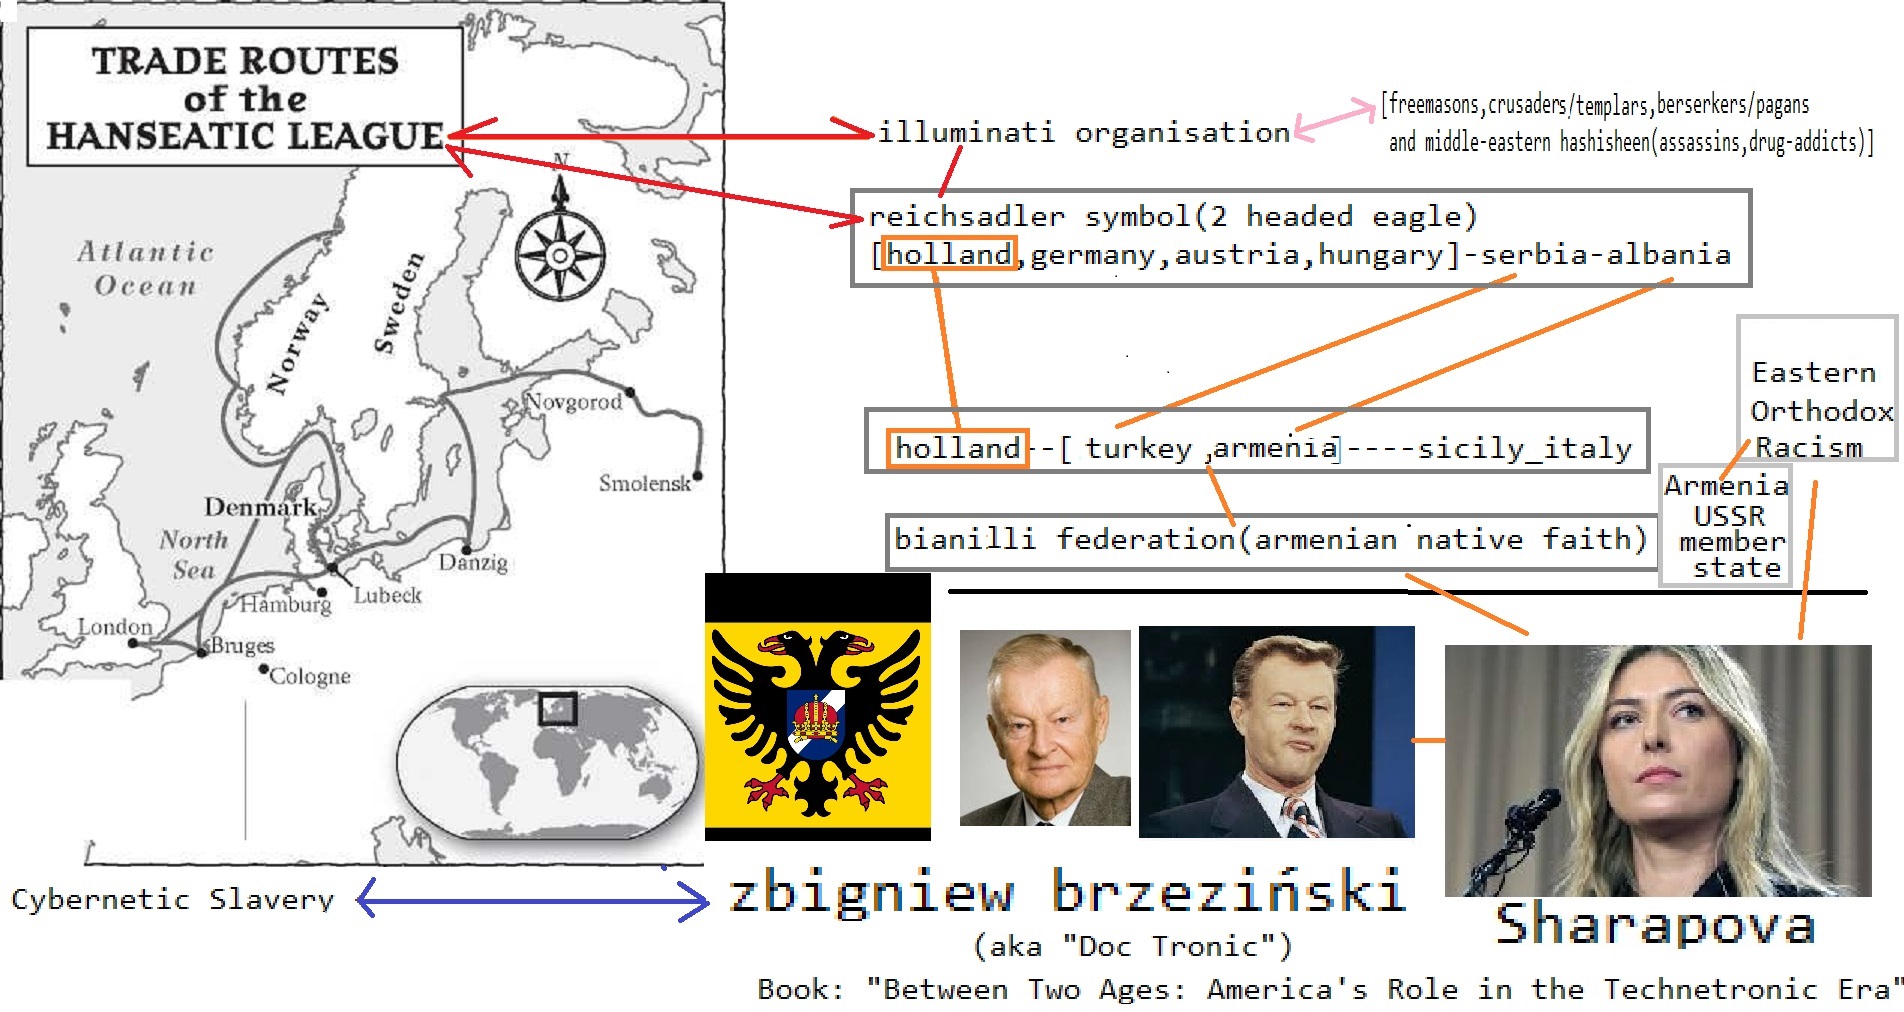 TRADE ROUTES
of the
HANSEATIC LEAGUE
N
Atlantic
Ocean
Norway
Sweden
Novgorod
Smolensk
Denmark
North
Sea
Danzig
Hamburg
Lubeck
London
Bruges
Cologne
illuminati organisation
[freemasons,crusaders/templars,berserkers/pagans
and middle-eastern hashisheen(assassins,drug-addicts)]
reichsadler symbol(2 headed eagle)
[holland,germany,austria,hungary]-serbia-albania
holland--[ turkey ,armenia]----sicily_italy
Eastern
Orthodox
Racism
Armenia
USSR
member
state
bianilli federation(armenian native faith)
Cybernetic Slavery
zbigniew brzeziński
(aka "Doc Tronic")
Book: "Between Two Ages: America's Role in the Technetronic Era"
Sharapova